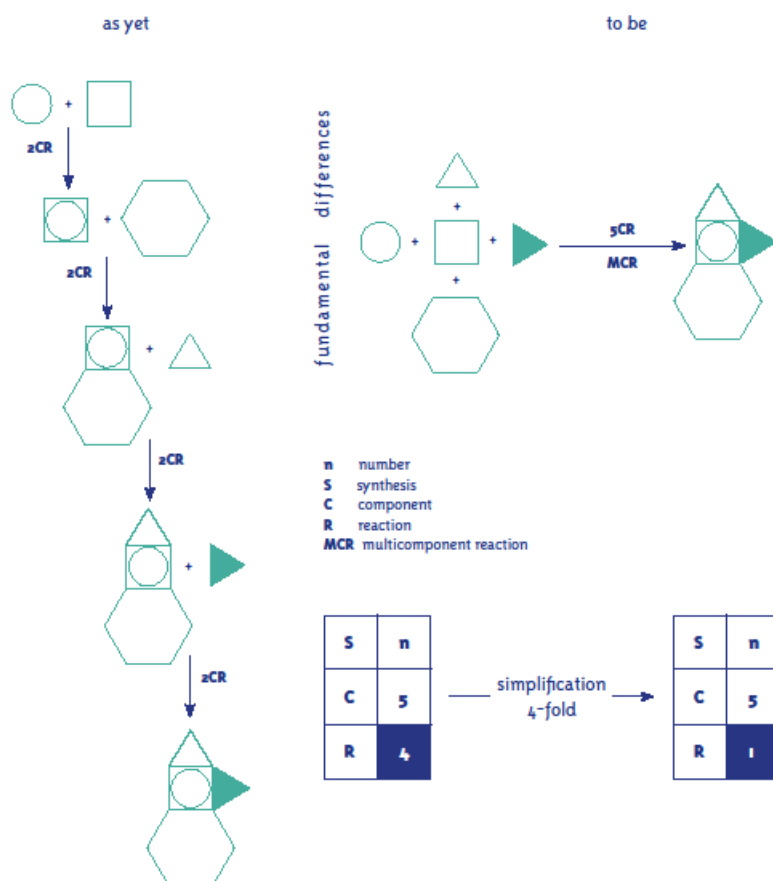 as yet
to be
+
2CR
+
2CR
+
2CR
+
2CR
fundamental differences
+
+ +
+
5CR
MCR
n number
S synthesis
C component
R reaction
MCR multicomponent reaction
S n
C 5
R 4
simplification
4-fold
S n
C 5
R 1